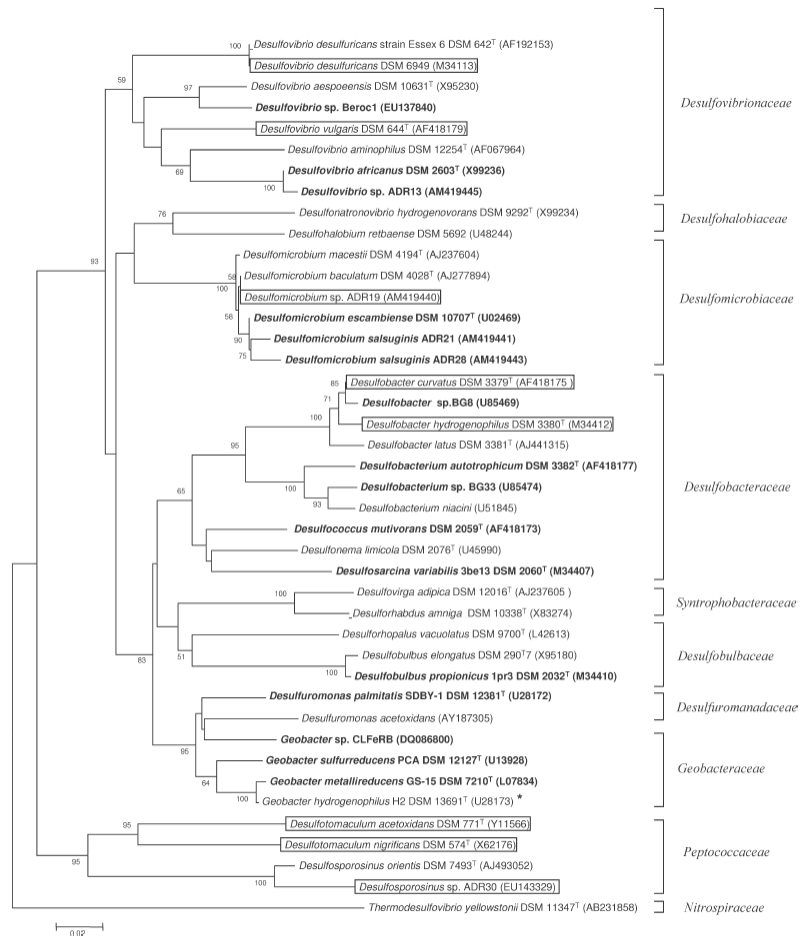 100
Desulfovibrio desulfuricans strain Essex 6 DSM 642T (AF192153)
Desulfovibrio desulfuricans DSM 6949 (M34113)
59
97
Desulfovibrio aespoeensis DSM 10631T (X95230)
Desulfovibrio sp. Beroc1 (EU137840)
Desulfovibrionaceae
Desulfovibrio vulgaris DSM 644T (AF418179)
Desulfovibrio aminophilus DSM 12254T (AF067964)
69
Desulfovibrio africanus DSM 2603T (X99236)
100
Desulfovibrio sp. ADR13 (AM419445)
76
Desulfonatronovibrio hydrogenovorans DSM 9292T (X99234)
Desulfohalobiaceae
Desulfohalobium retbaense DSM 5692 (U48244)
93
Desulfomicrobium macestii DSM 4194T (AJ237604)
58
Desulfomicrobium baculatum DSM 4028T (AJ277894)
100
Desulfomicrobium sp. ADR19 (AM419440)
Desulfomicrobiaceae
58
Desulfomicrobium escambiense DSM 10707T (U02469)
90
Desulfomicrobium salsuginis ADR21 (AM419441)
75
Desulfomicrobium salsuginis ADR28 (AM419443)
85
Desulfobacter curvatus DSM 3379T (AF418175 )
71
Desulfobacter sp.BG8 (U85469)
100
Desulfobacter hydrogenophilus DSM 3380T (M34412)
95
Desulfobacter latus DSM 3381T (AJ441315)
Desulfobacterium autotrophicum DSM 3382T (AF418177)
100
Desulfobacterium sp. BG33 (U85474)
Desulfobacteraceae
65
93
Desulfobacterium niacini (U51845)
Desulfococcus mutivorans DSM 2059T (AF418173)
Desulfonema limicola DSM 2076T (U45990)
Desulfosarcina variabilis 3be13 DSM 2060T (M34407)
100
Desulfovirga adipica DSM 12016T (AJ237605 )
Syntrophobacteraceae
Desulforhabdus amniga DSM 10338T (X83274)
Desulforhopalus vacuolatus DSM 9700T (L42613)
83
51
Desulfobulbus elongatus DSM 290T7 (X95180)
Desulfobulbaceae
100
Desulfobulbus propionicus 1pr3 DSM 2032T (M34410)
Desulfuromonas palmitatis SDBY-1 DSM 12381T (U28172)
Desulfuromanadaceae
Desulfuromonas acetoxidans (AY187305)
95
Geobacter sp. CLFeRB (DQ086800)
Geobacter sulfurreducens PCA DSM 12127T (U13928)
Geobacteraceae
64
Geobacter metallireducens GS-15 DSM 7210T (L07834)
100
Geobacter hydrogenophilus H2 DSM 13691T (U28173) *
95
Desulfotomaculum acetoxidans DSM 771T (Y11566)
Desulfotomaculum nigrificans DSM 574T (X62176)
Peptococcaceae
95
Desulfosporosinus orientis DSM 7493T (AJ493052)
100
Desulfosporosinus sp. ADR30 (EU143329)
Thermodesulfovibrio yellowstonii DSM 11347T (AB231858)
Nitrospiraceae
0.02